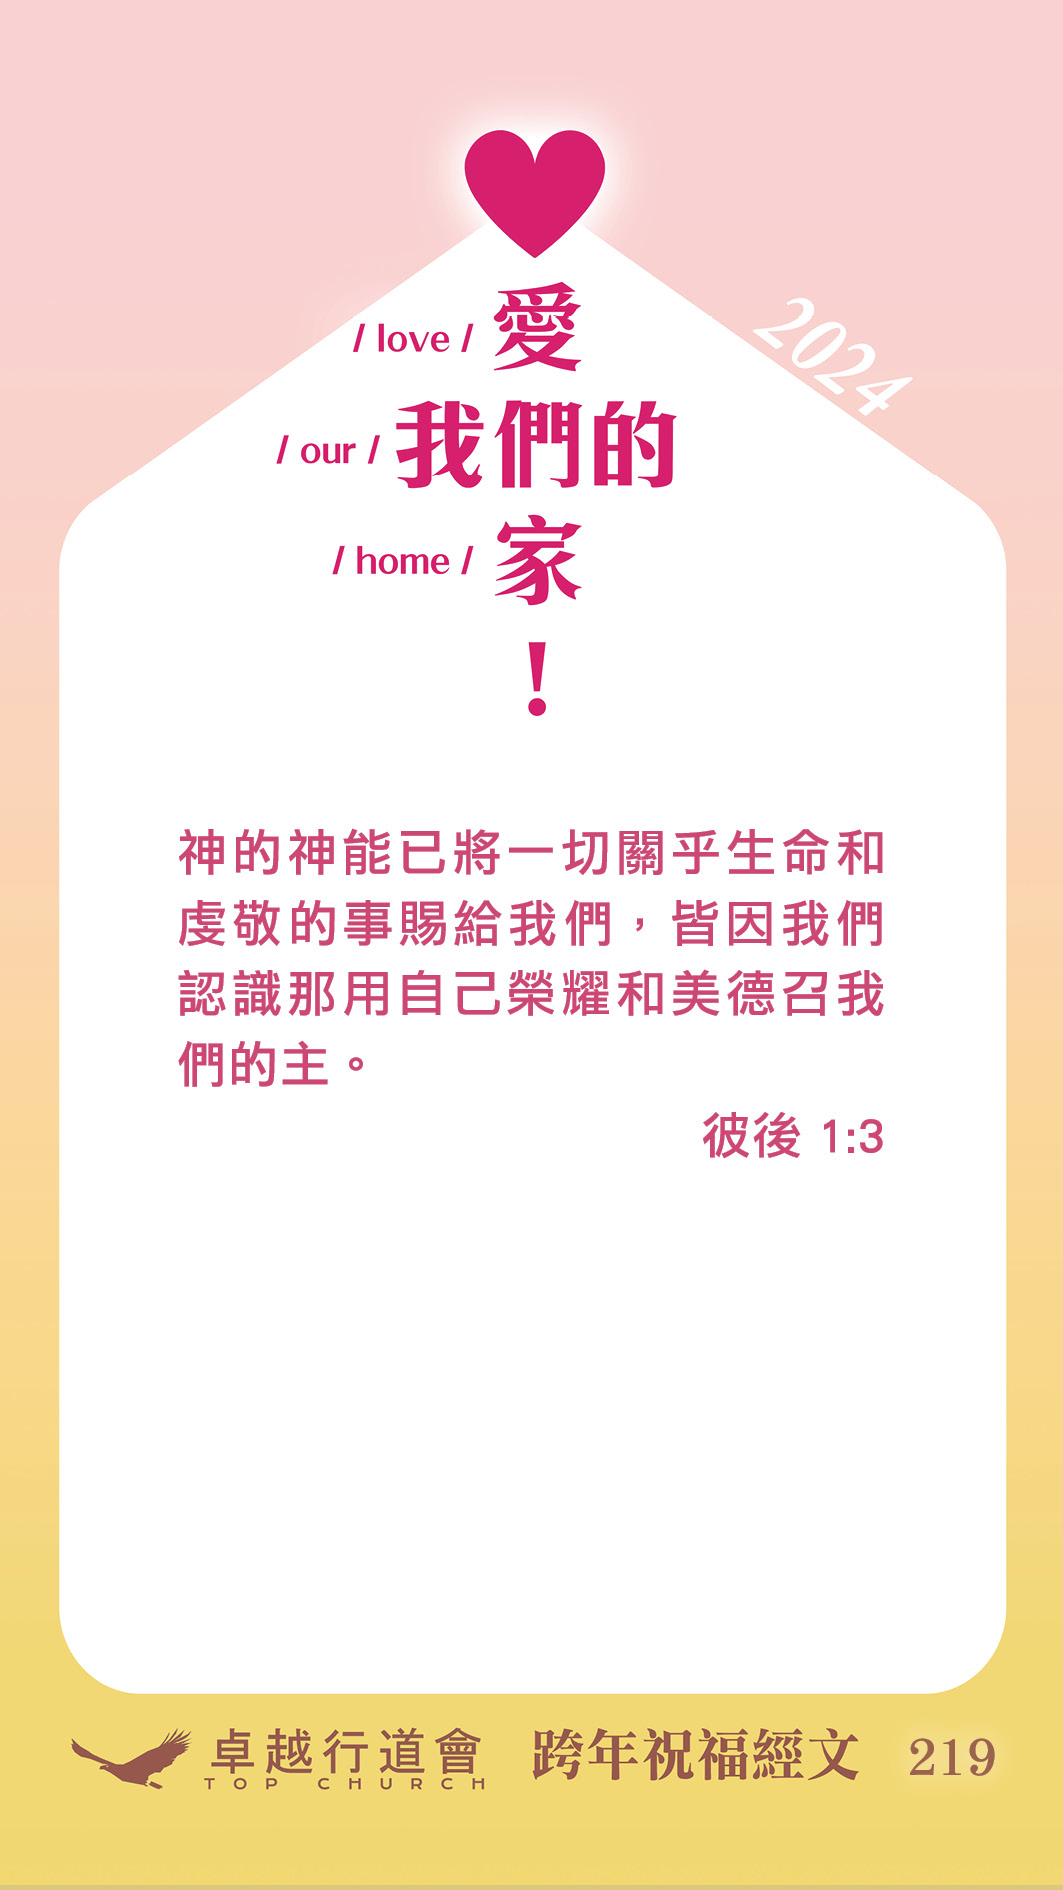 2024
/ love / 愛
/ our / 我們的
/ home / 家
！
神的神能已將一切關乎生命和
虔敬的事賜給我們，皆因我們
認識那用自己榮耀和美德召我
們的主。
彼後 1:3
卓越行道會 跨年祝福經文 219
TOP CHURCH